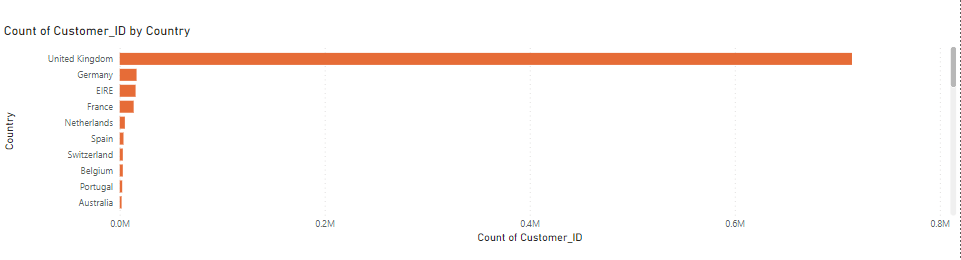 Count of Customer_ID by Country
Country
United Kingdom
Germany
EIRE
France
Netherlands
Spain
Switzerland
Belgium
Portugal
Australia
0.0M 0.2M 0.4M 0.6M 0.8M
Count of Customer_ID